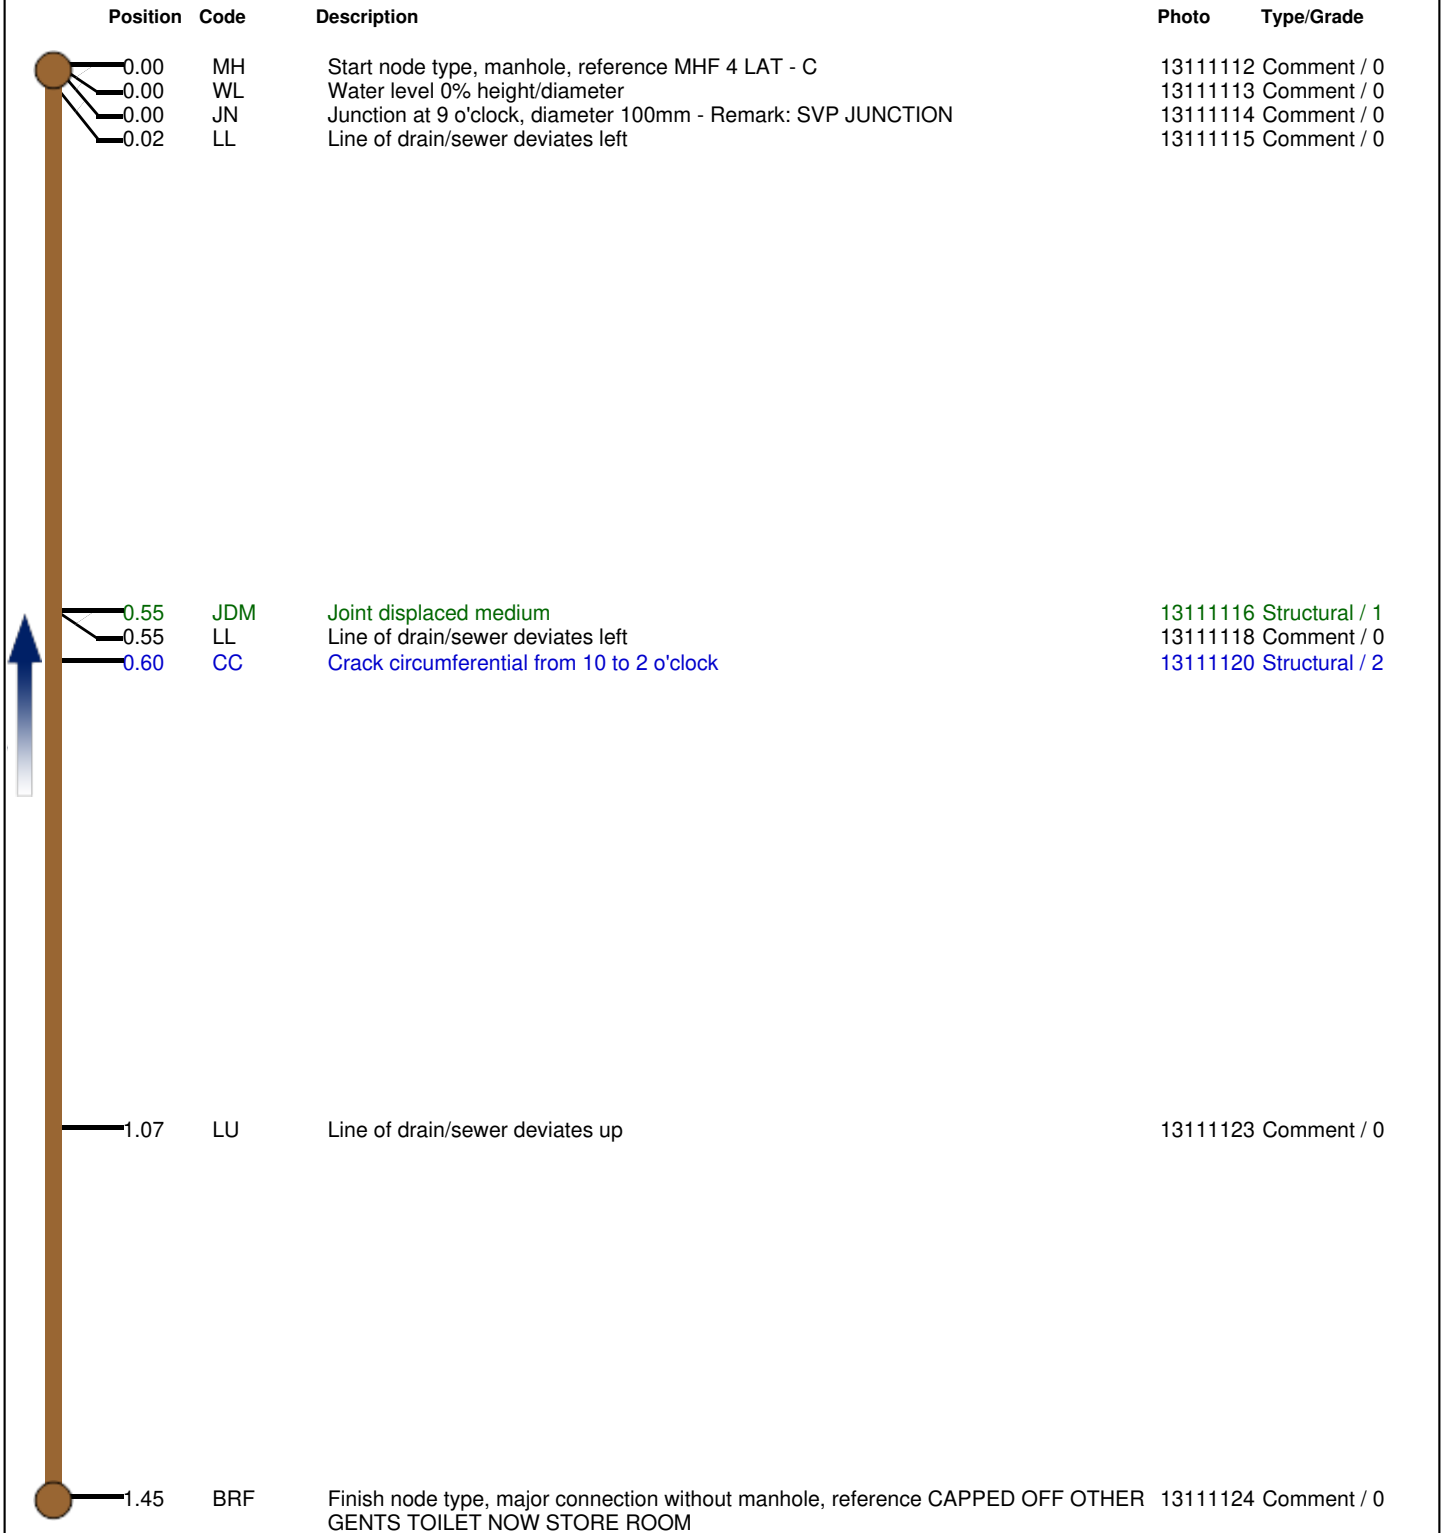 Position Code Description Photo Type/Grade
0.00 MH Start node type, manhole, reference MHF 4 LAT - C 13111112 Comment / 0
0.00 WL Water level 0% height/diameter 13111113 Comment / 0
0.00 JN Junction at 9 o'clock, diameter 100mm - Remark: SVP JUNCTION 13111114 Comment / 0
0.02 LL Line of drain/sewer deviates left 13111115 Comment / 0
0.55 JDM Joint displaced medium 13111116 Structural / 1
0.55 LL Line of drain/sewer deviates left 13111118 Comment / 0
0.60 CC Crack circumferential from 10 to 2 o'clock 13111120 Structural / 2
1.07 LU Line of drain/sewer deviates up 13111123 Comment / 0
1.45 BRF Finish node type, major connection without manhole, reference CAPPED OFF OTHER 13111124 Comment / 0
GENTS TOILET NOW STORE ROOM